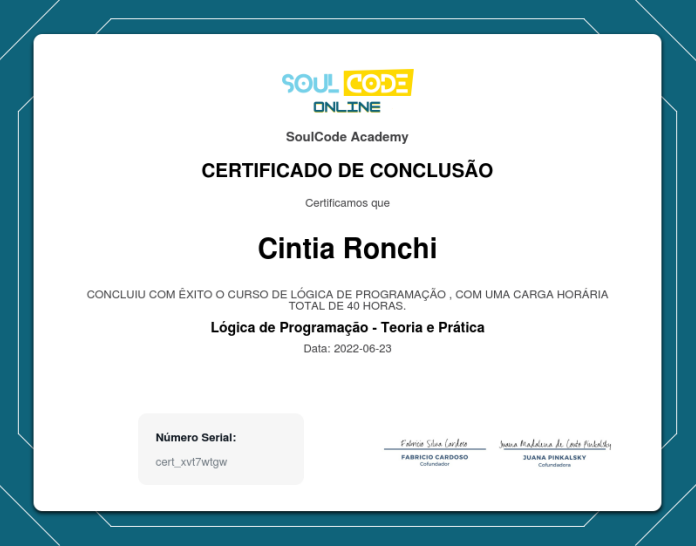 SOUL CODE
ONLINE
SoulCode Academy
CERTIFICADO DE CONCLUSÃO
Certificamos que
Cintia Ronchi
CONCLUIU COM ÊXITO O CURSO DE LÓGICA DE PROGRAMAÇÃO , COM UMA CARGA HORÁRIA
TOTAL DE 40 HORAS.
Lógica de Programação - Teoria e Prática
Data: 2022-06-23
Número Serial:
cert_xvt7wtgw
Fabricio Silva Cardoso
FABRICIO CARDOSO
Cofundador
Juana Madalena de Couto Pinkalsky
JUANA PINKALSKY
Cofundadora